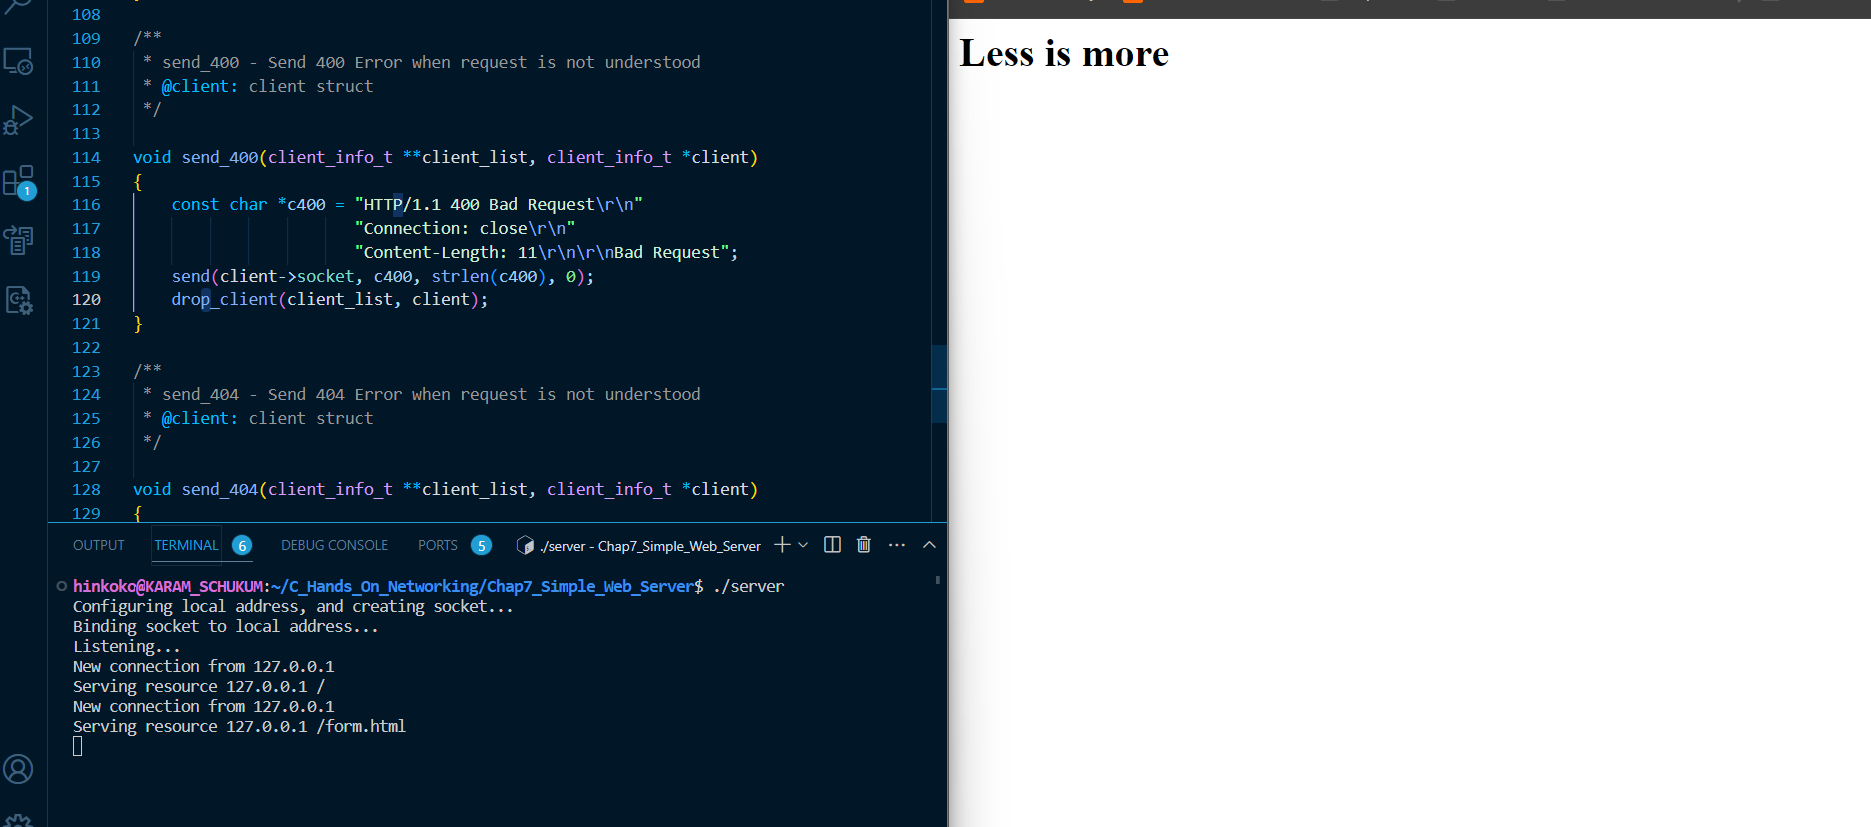 108
109 /**
110 * send_400 - Send 400 Error when request is not understood
111 * @client: client struct
112 */
113
114 void send_400(client_info_t **client_list, client_info_t *client)
115 {
116 const char *c400 = "HTTP/1.1 400 Bad Request\r\n"
117 "Connection: close\r\n"
118 "Content-Length: 11\r\n\r\nBad Request";
119 send(client->socket, c400, strlen(c400), 0);
120 drop_client(client_list, client);
121 }
122
123 /**
124 * send_404 - Send 404 Error when request is not understood
125 * @client: client struct
126 */
127
128 void send_404(client_info_t **client_list, client_info_t *client)
129 {
1
OUTPUT TERMINAL 6 DEBUG CONSOLE PORTS 5 ./server - Chap7_Simple_Web_Server
hinkoko@KARAM_SCHUKUM:~/C_Hands_On_Networking/Chap7_Simple_Web_Server$ ./server
Configuring local address, and creating socket...
Binding socket to local address...
Listening...
New connection from 127.0.0.1
Serving resource 127.0.0.1 /
New connection from 127.0.0.1
Serving resource 127.0.0.1 /form.html
Less is more